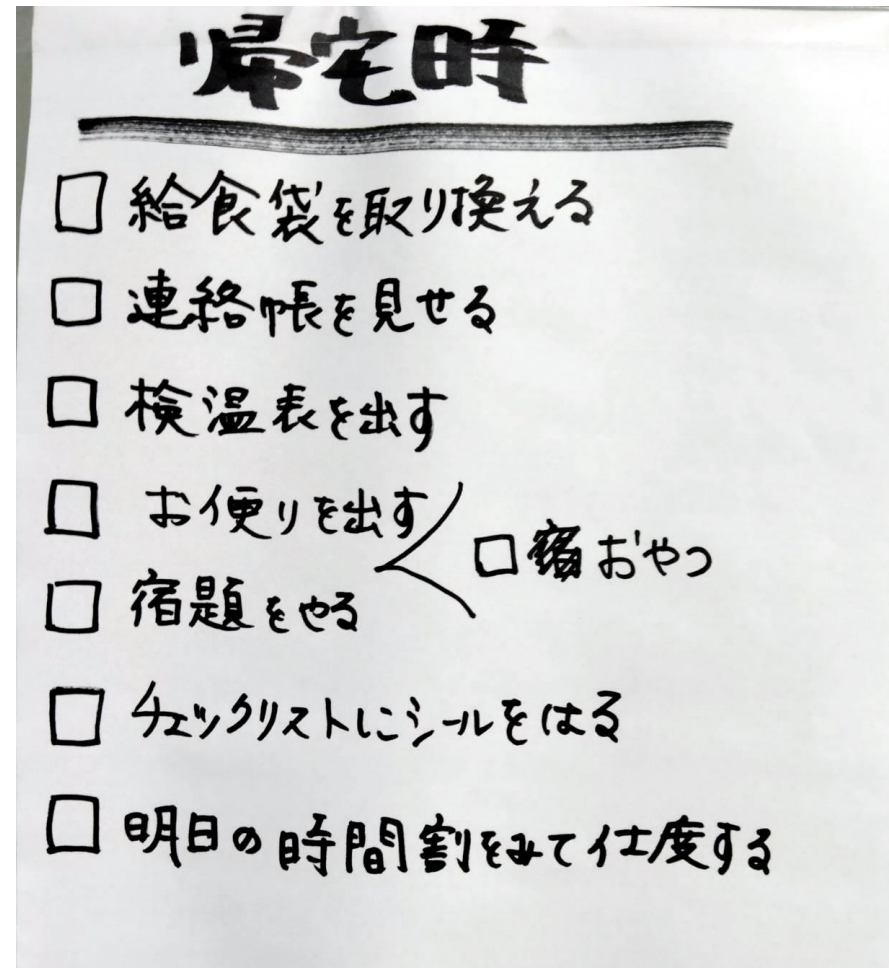 帰宅時
□ 給食袋を取り換える
□ 連絡帳を見せる
□ 検温表を出す
□ お便りを出す
□ おやつ
□ 宿題をやる
□ チェックリストにシールをはる
□ 明日の時間割をみて仕度する